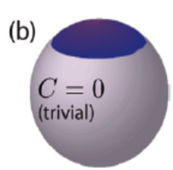 (b)
C = 0
(trivial)